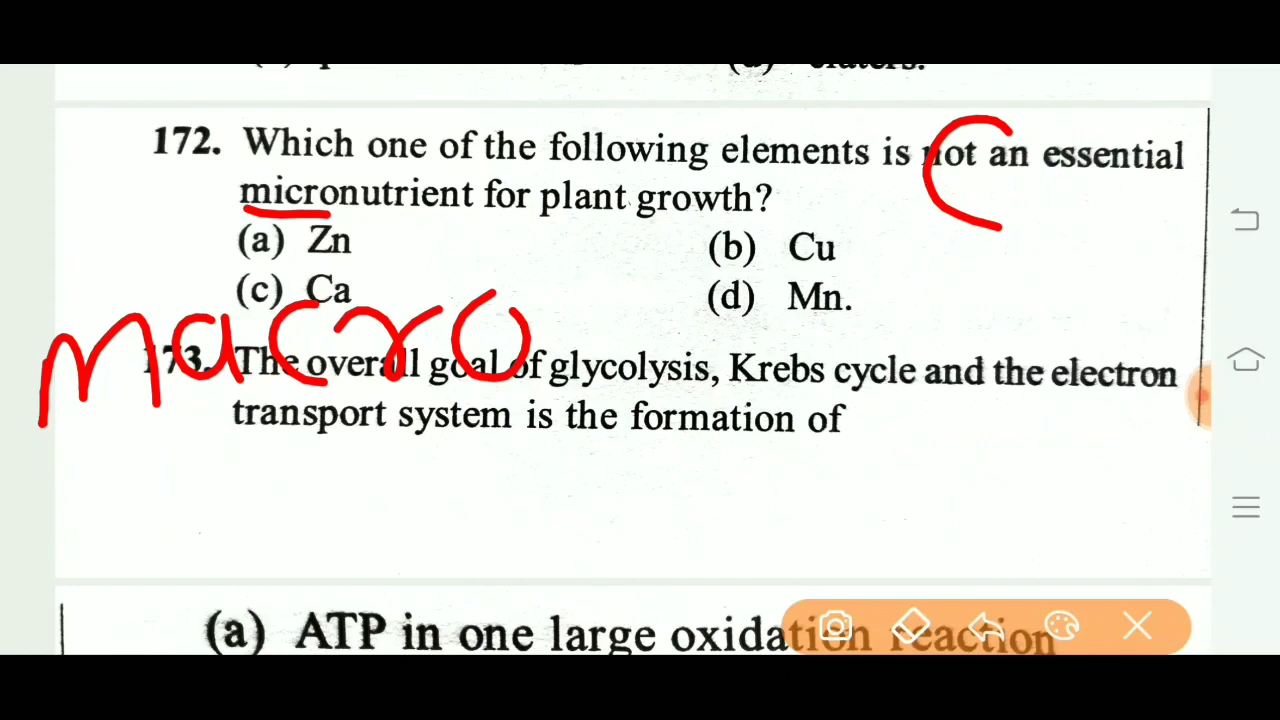 172. Which one of the following elements is not an essential
micronutrient for plant growth?
(a) Zn (b) Cu
(c) Ca (d) Mn.
macro
173. The overall goal of glycolysis, Krebs cycle and the electron
transport system is the formation of
(a) ATP in one large oxidation reaction